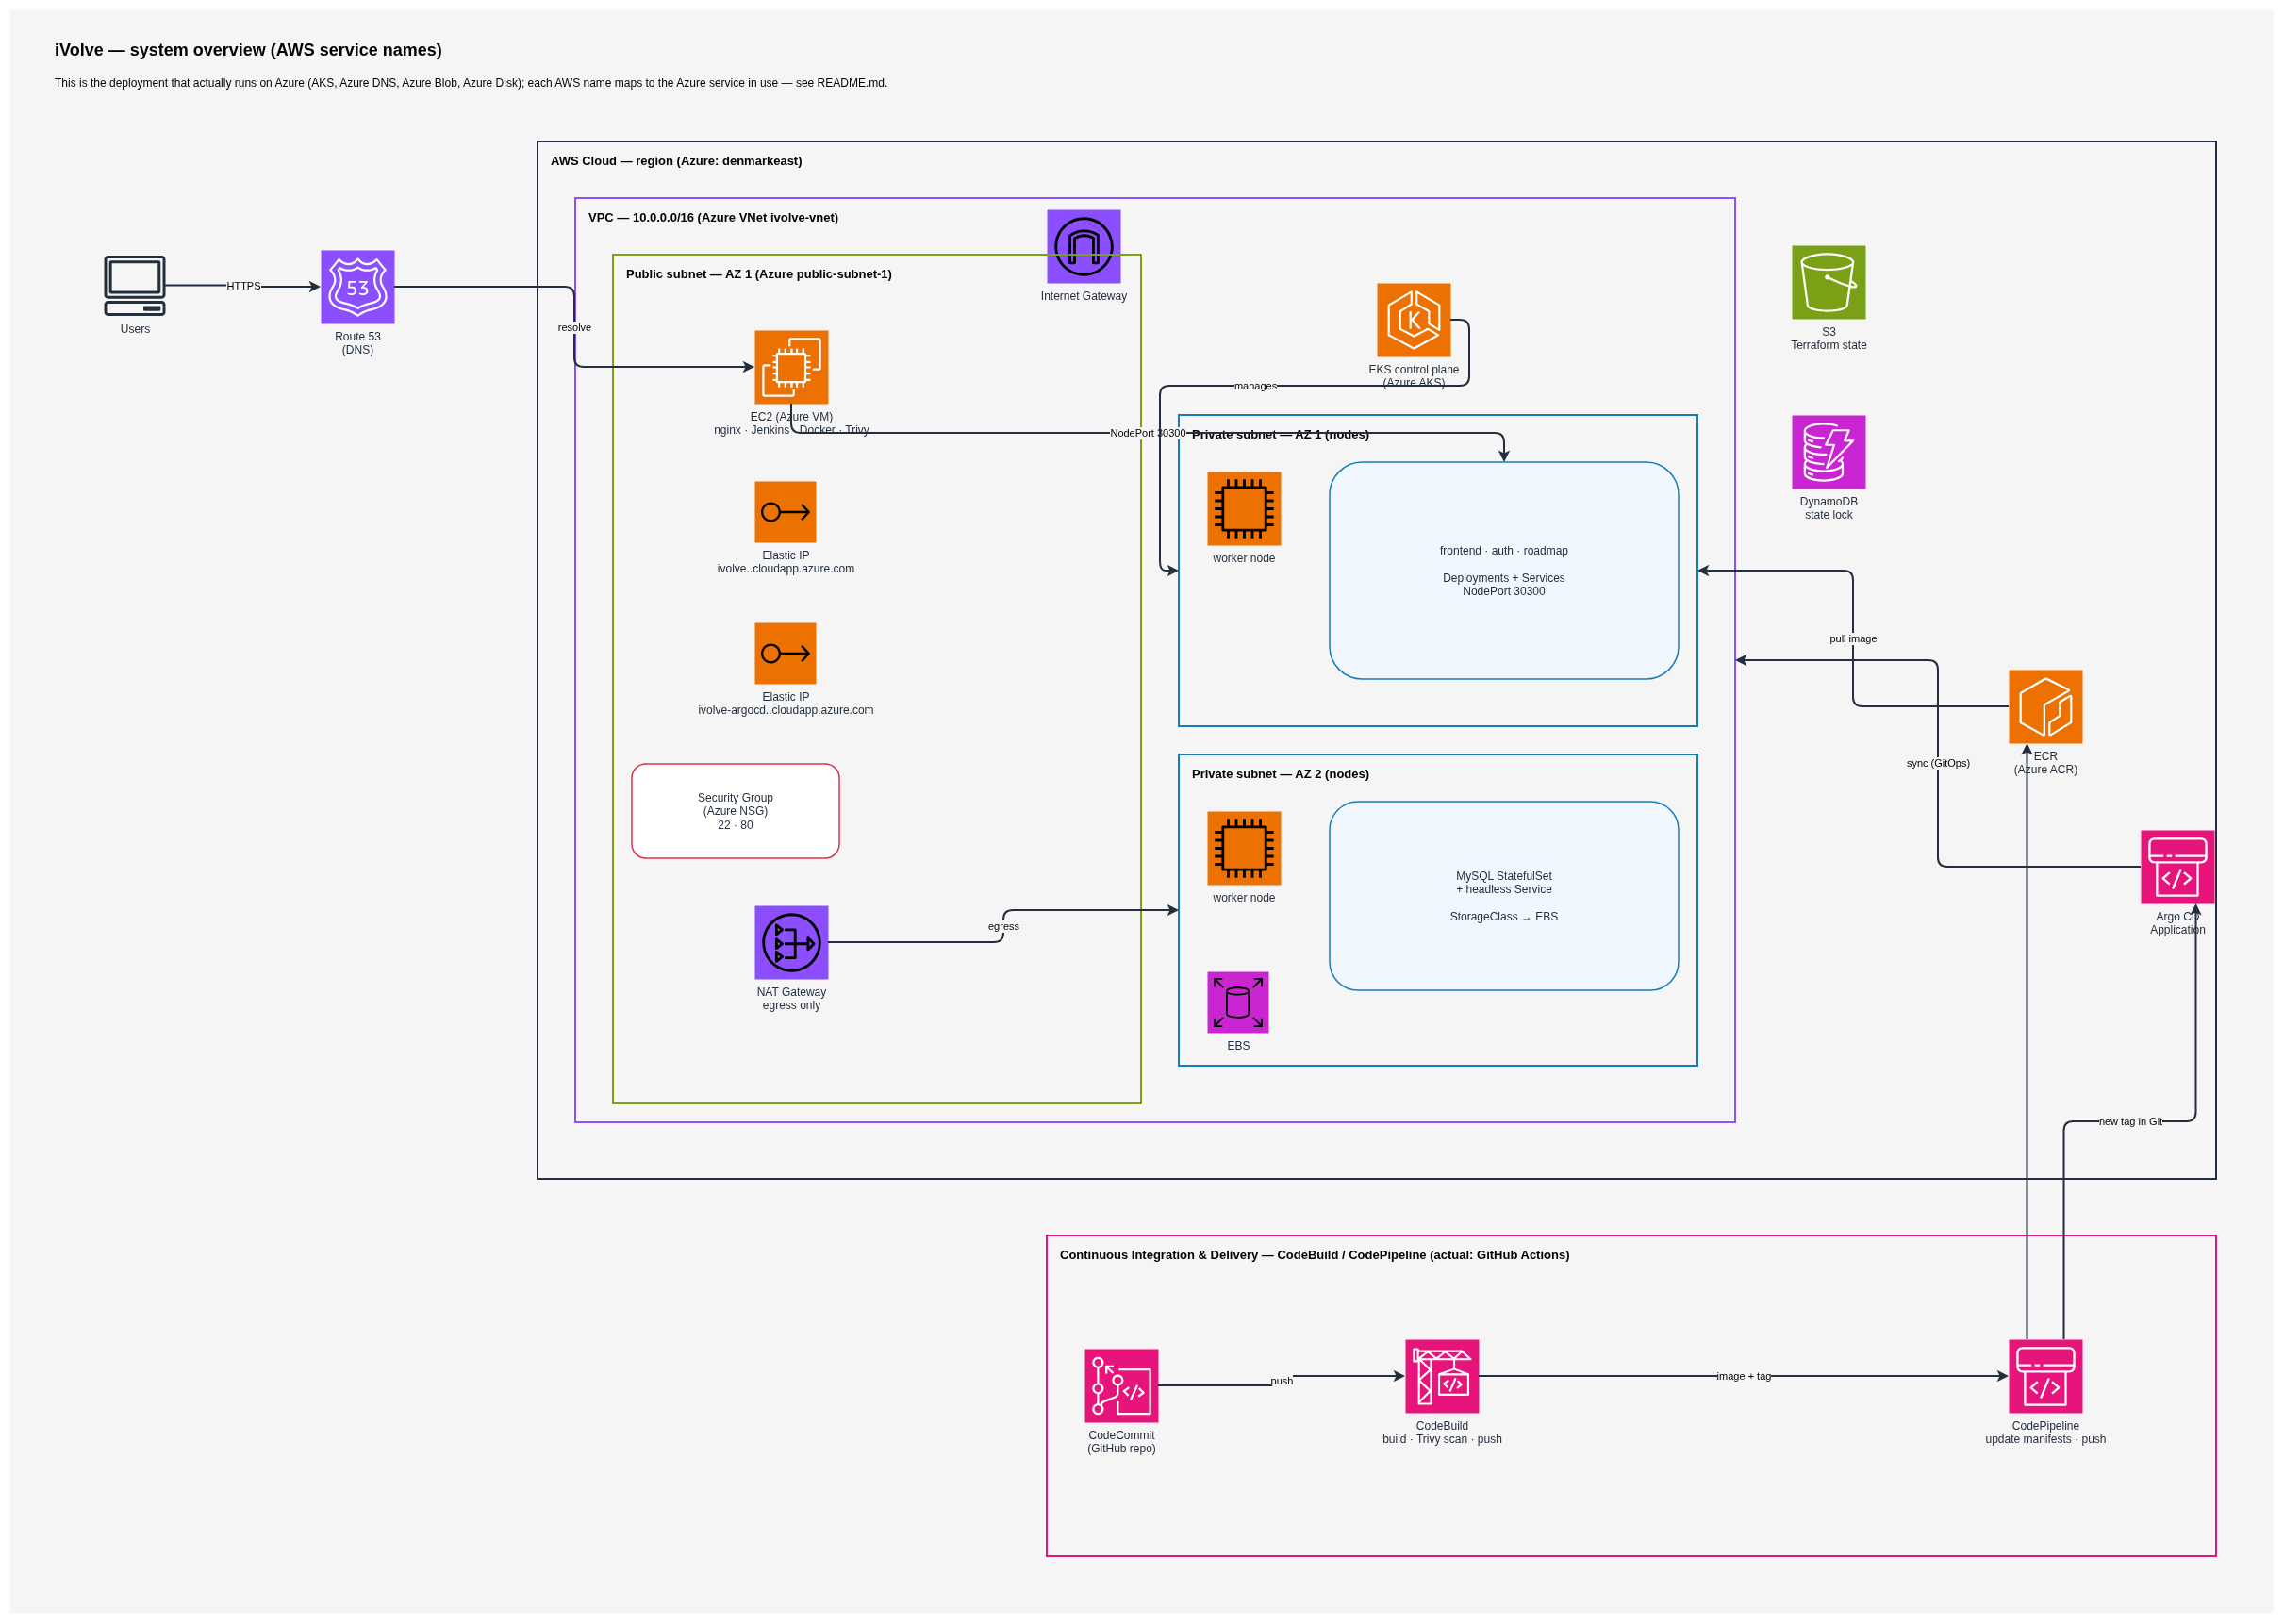 iVolve — system overview (AWS service names)
This is the deployment that actually runs on Azure (AKS, Azure DNS, Azure Blob, Azure Disk); each AWS name maps to the Azure service in use — see README.md.
AWS Cloud — region (Azure: denmarkeast)
VPC — 10.0.0.0/16 (Azure VNet ivolve-vnet)
Public subnet — AZ 1 (Azure public-subnet-1)
Internet Gateway
Users
HTTPS
53
Route 53
(DNS)
resolve
EC2 (Azure VM)
nginx · Jenkins · Docker · Trivy
NodePort 30300
K
EKS control plane
(Azure AKS)
manages
S3
Terraform state
DynamoDB
state lock
Private subnet — AZ 1 (nodes)
worker node
frontend · auth · roadmap
Deployments + Services
NodePort 30300
Elastic IP
ivolve..cloudapp.azure.com
Elastic IP
ivolve-argocd..cloudapp.azure.com
Security Group
(Azure NSG)
22 · 80
NAT Gateway
egress only
egress
Private subnet — AZ 2 (nodes)
worker node
MySQL StatefulSet
+ headless Service
StorageClass → EBS
EBS
pull image
sync (GitOps)
ECR
(Azure ACR)
Argo CD
Application
new tag in Git
Continuous Integration & Delivery — CodeBuild / CodePipeline (actual: GitHub Actions)
CodeCommit
(GitHub repo)
push
CodeBuild
build · Trivy scan · push
image + tag
CodePipeline
update manifests · push